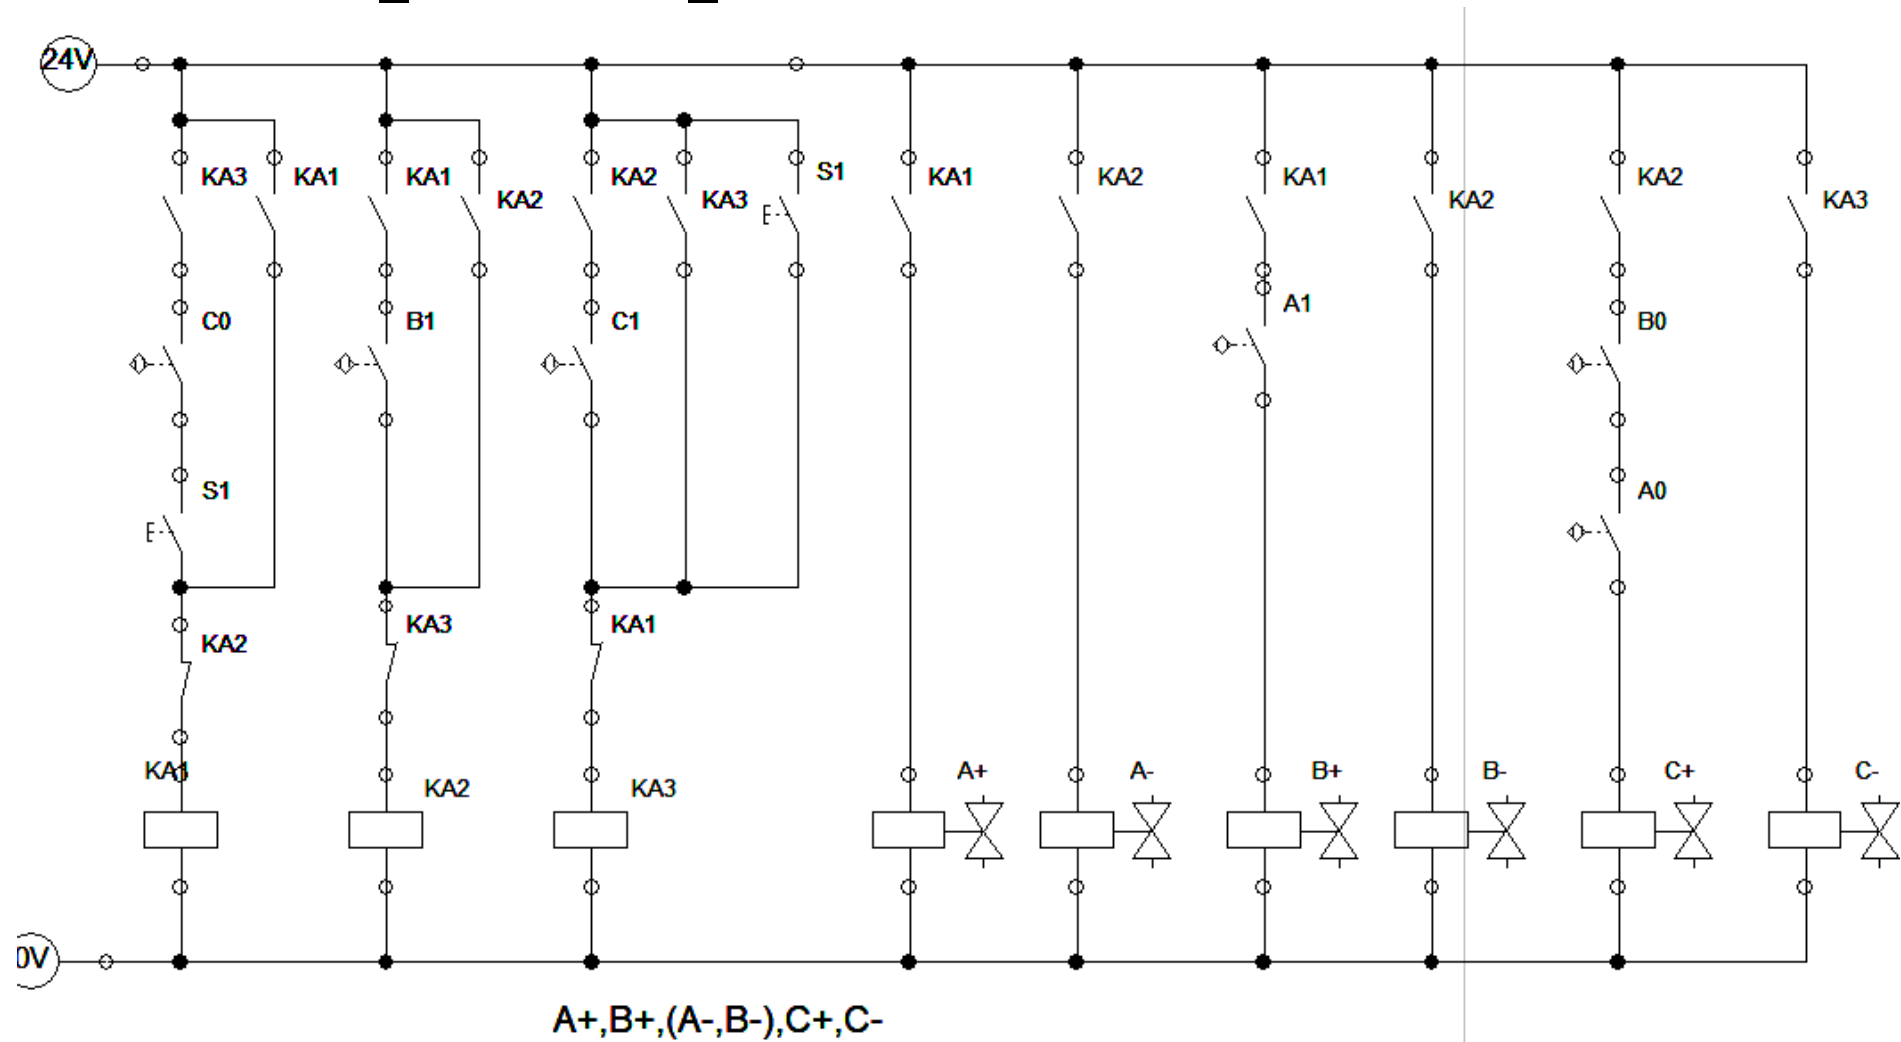 24V
KA3 KA1 KA1 KA2 KA2 KA3 S1 KA1 KA2 KA1 KA2 KA2 KA3
C0 B1 C1 A1 B0
S1 A0
KA2 KA3 KA1
KA1 KA2 KA3 A+ A- B+ B- C+ C-
0V
A+,B+,(A-,B-),C+,C-